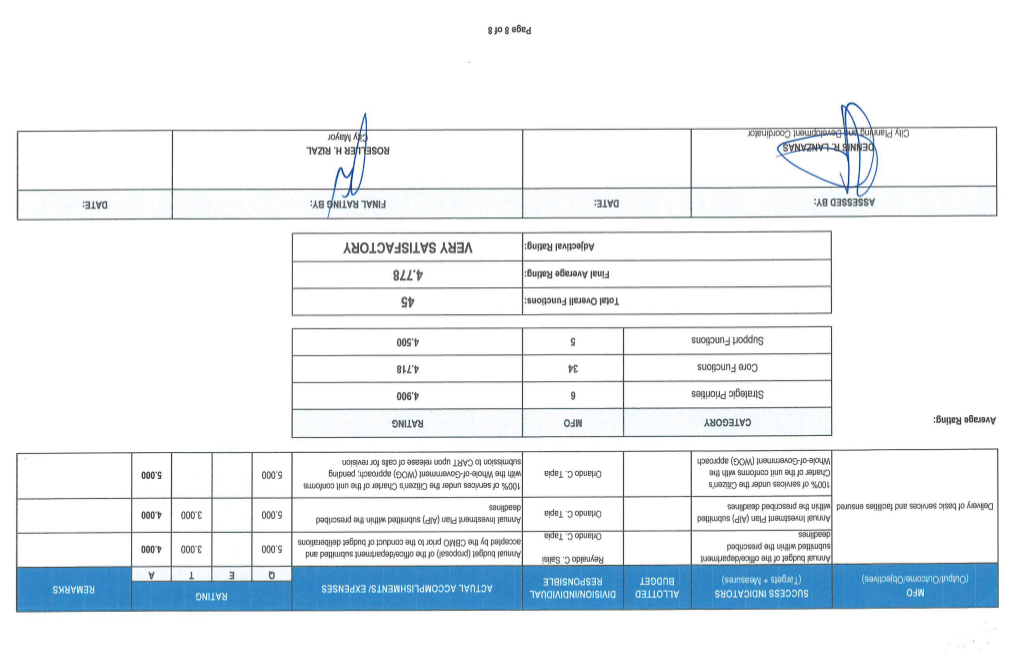 MFO
(Output/Outcome/Objectives)
SUCCESS INDICATORS
(Targets + Measures)
ALLOTTED
BUDGET
DIVISION/INDIVIDUAL
RESPONSIBLE
ACTUAL ACCOMPLISHMENTS/ EXPENSES
RATING
Q E T A
REMARKS
Delivery of basic services and facilities ensured
Annual budget of the office/department
submitted within the prescribed
deadlines
Reynaldo C. Salisi
Orlando C. Tapia
Annual budget (proposal) of the office/department submitted and
accepted by the CBMO prior to the conduct of budget deliberations
5.000 3.000 4.000
Annual Investment Plan (AIP) submitted
within the prescribed deadlines
Orlando C. Tapia
Annual Investment Plan (AIP) submitted within the prescribed
deadlines
5.000 3.000 4.000
100% of services under the Citizen's
Charter of the unit conforms with the
Whole-of-Government (WOG) approach
Orlando C. Tapia
100% of services under the Citizen's Charter of the unit conforms
with the Whole-of-Government (WOG) approach; pending
submission to CART upon release of calls for revision
5.000 5.000
Average Rating:
CATEGORY MFO RATING
Strategic Priorities 6 4.900
Core Functions 34 4.718
Support Functions 5 4.500
Total Overall Functions: 45
Final Average Rating: 4.778
Adjectival Rating: VERY SATISFACTORY
ASSESSED BY: DATE: FINAL RATING BY: DATE:
DENNIS R. LANZANAS
City Planning and Development Coordinator
ROSELLER H. RIZAL
City Mayor
Page 8 of 8